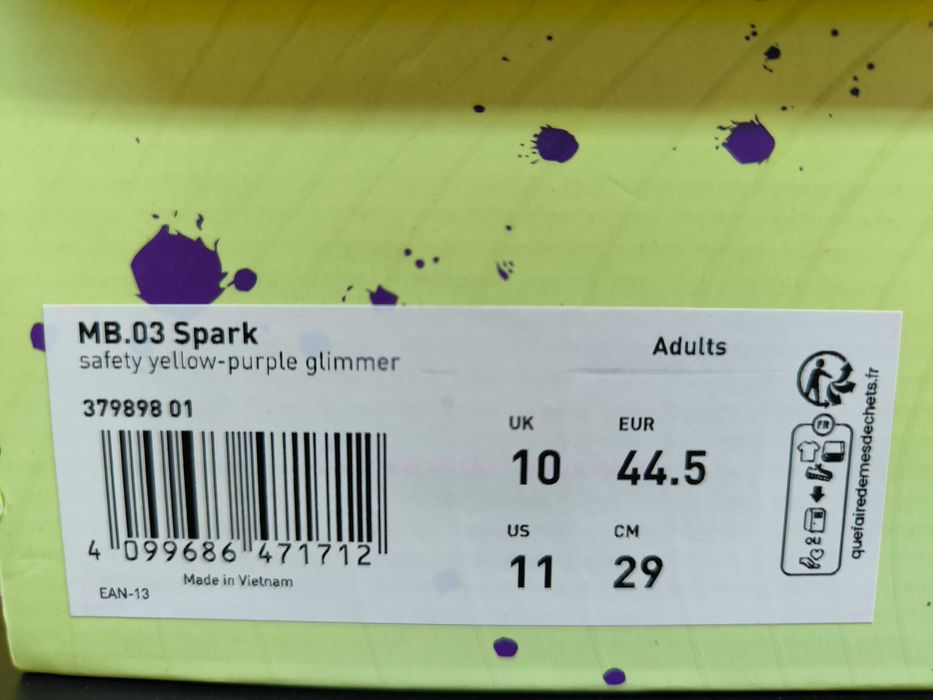 MB.03 Spark
safety yellow-purple glimmer
Adults
379898 01
UK
10
EUR
44.5
US
11
CM
29
4 099686 471712
Made in Vietnam
EAN-13
FR
quefairedemesdechets.fr